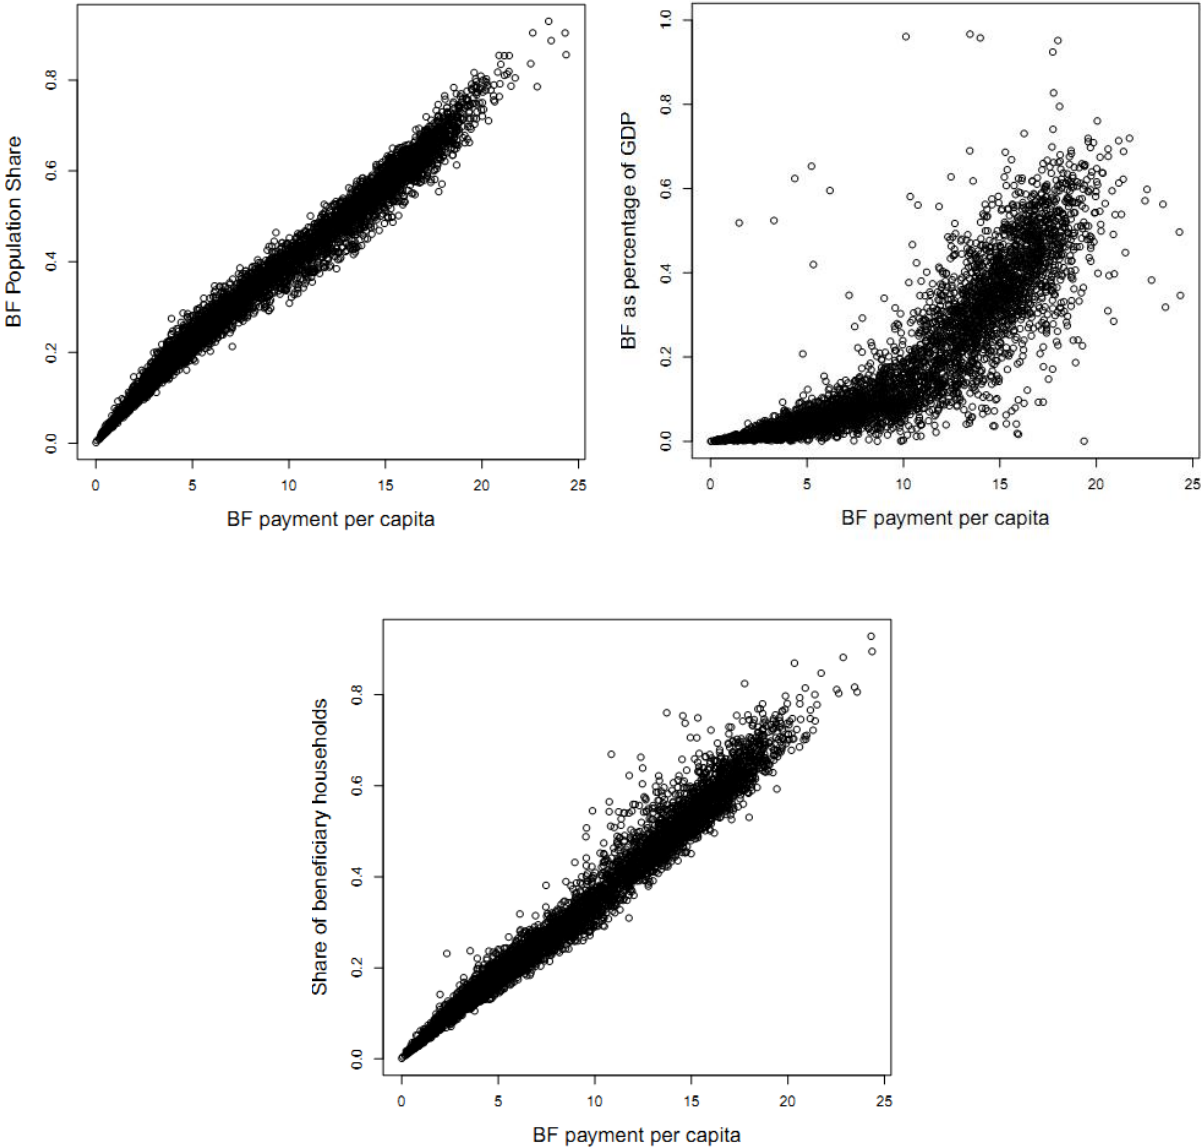 BF Population Share
0.0 0.2 0.4 0.6 0.8
0 5 10 15 20 25
BF payment per capita
BF as percentage of GDP
0.0 0.2 0.4 0.6 0.8 1.0
0 5 10 15 20 25
BF payment per capita
Share of beneficiary households
0.0 0.2 0.4 0.6 0.8
0 5 10 15 20 25
BF payment per capita